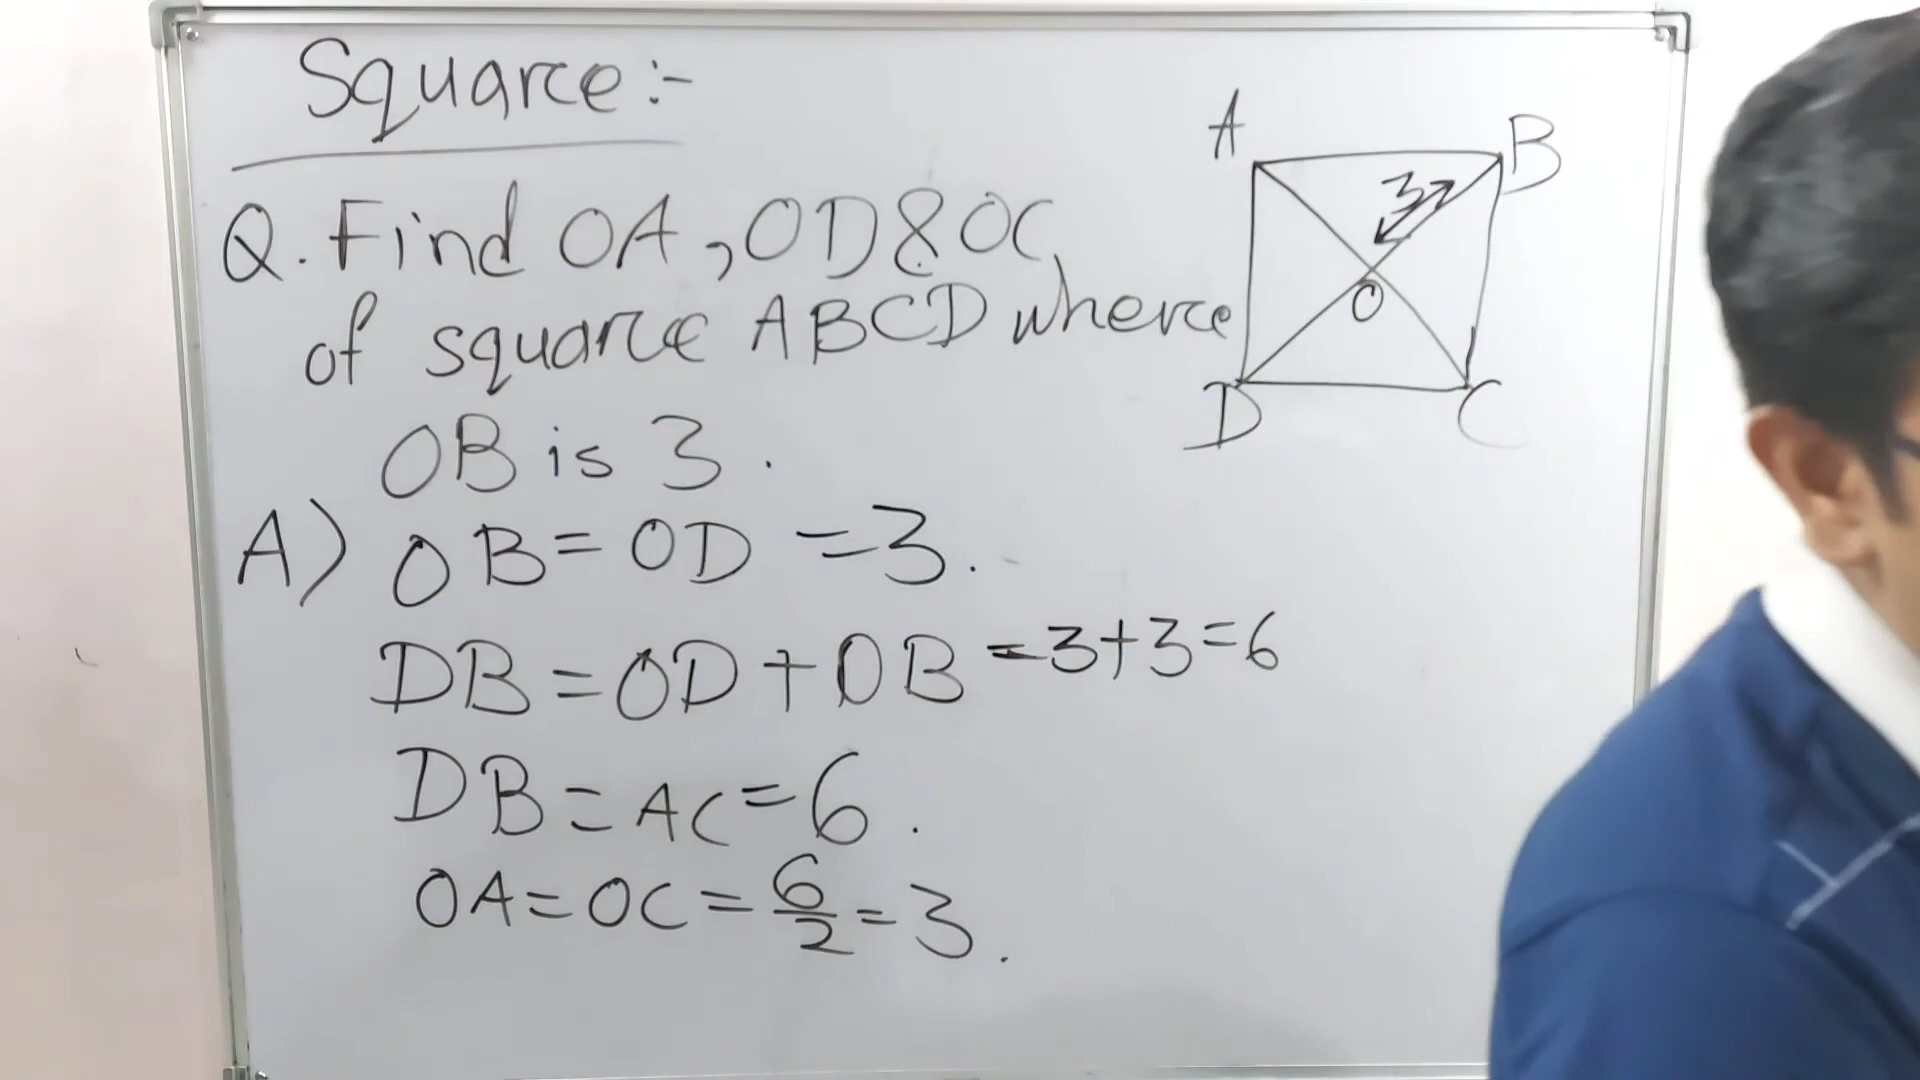 Square:-
Q. Find OA, OD & OC
of square ABCD where
OB is 3.
A) OB = OD = 3.
DB = OD + OB = 3+3=6
DB = AC = 6.
OA = OC = 6/2 = 3.
A
B
3
O
D
C